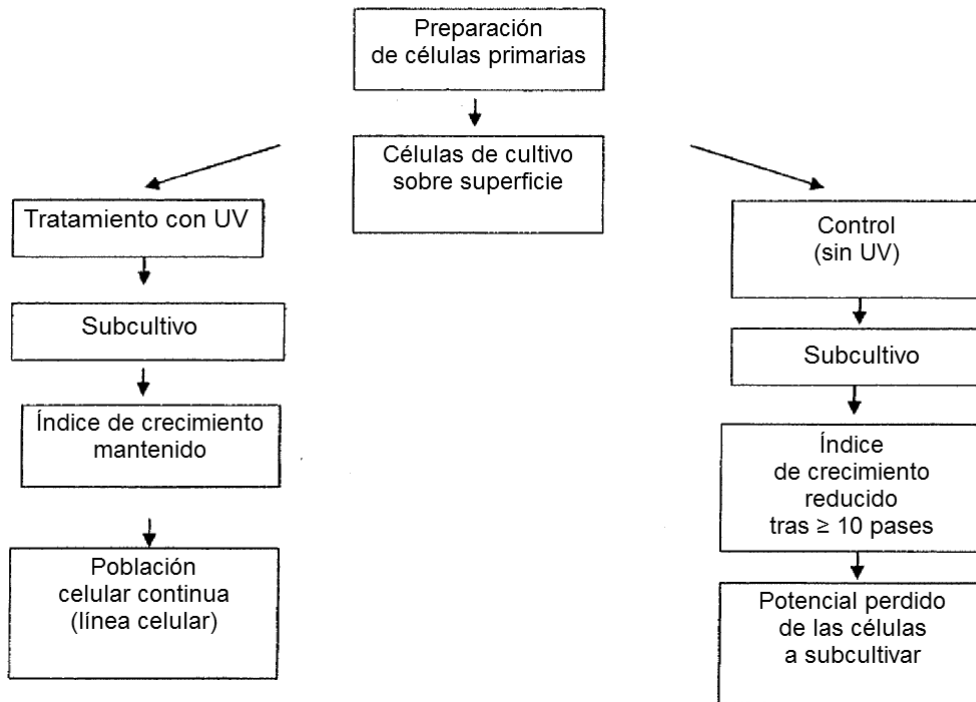 Preparación
de células primarias
Células de cultivo
sobre superficie
Tratamiento con UV
Subcultivo
Índice de crecimiento
mantenido
Población
celular continua
(línea celular)
Control
(sin UV)
Subcultivo
Índice
de crecimiento
reducido
tras ≥ 10 pases
Potencial perdido
de las células
a subcultivar